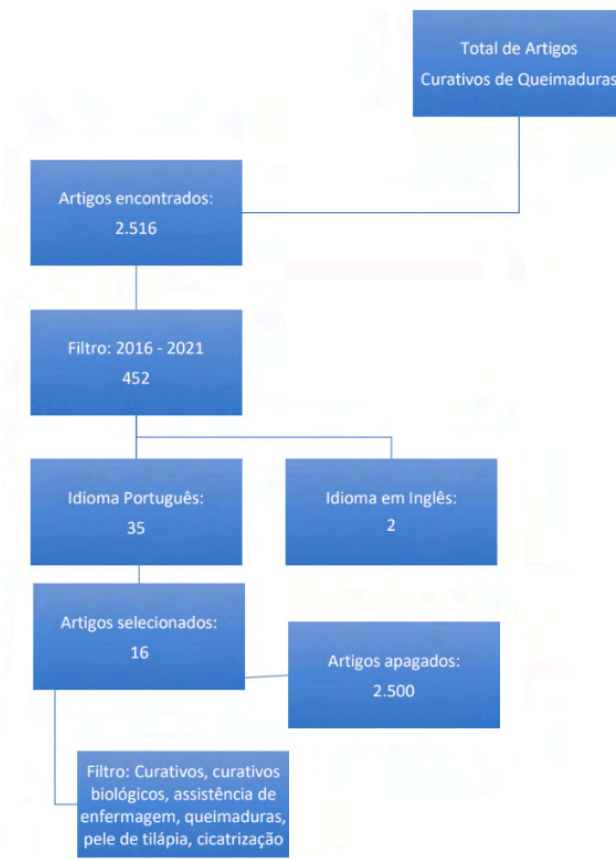 Total de Artigos
Curativos de Queimaduras
Artigos encontrados:
2.516
Filtro: 2016 - 2021
452
Idioma Português:
35
Idioma em Inglês:
2
Artigos selecionados:
16
Artigos apagados:
2.500
Filtro: Curativos, curativos
biológicos, assistência de
enfermagem, queimaduras,
pele de tilápia, cicatrização